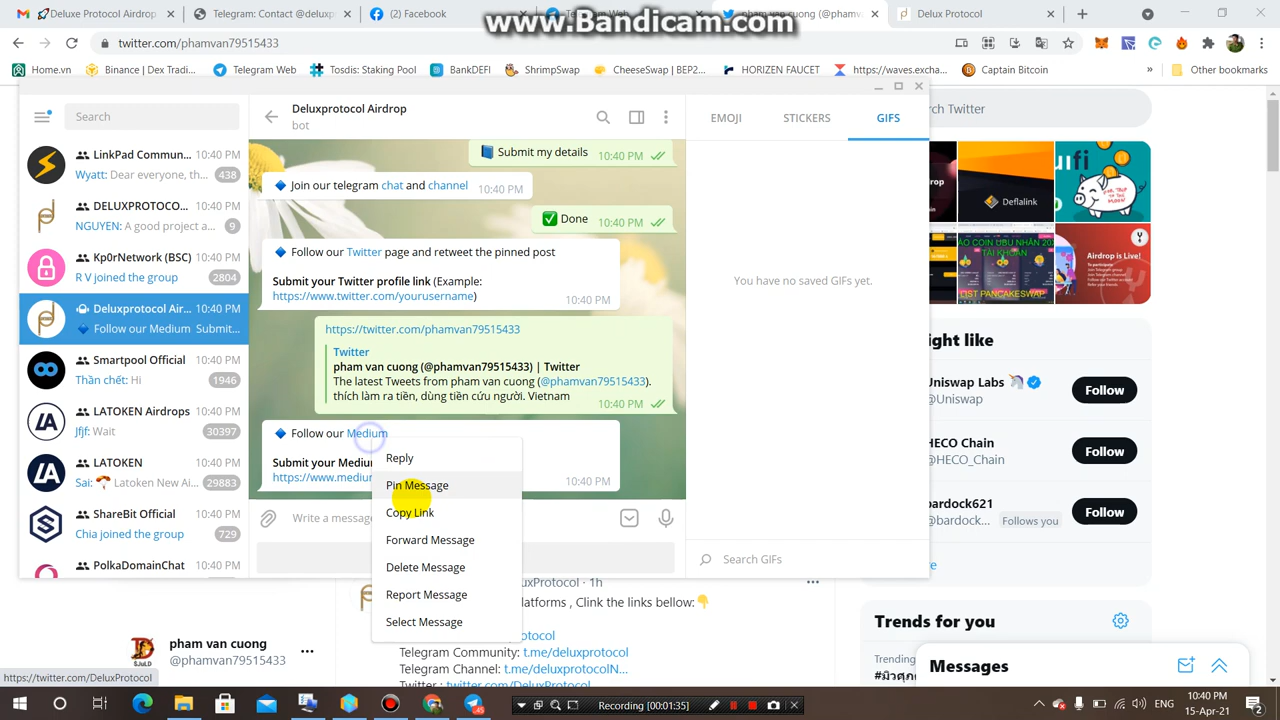 www.Bandicam.com
Deluxe Protocol Airdrop
Telegram: Contact @delux
(2) Facebook
Telegram Web
pham van cuong (@pham
Delux Protocol
twitter.com/phamvan79515433
Home.vn
Binance - Dex Tradi...
Telegram Web
Tosdis: Staking Pool
BankDEFI
ShrimpSwap
CheeseSwap | BEP2...
HORIZEN FAUCET
https://waves.excha...
Captain Bitcoin
»
Other bookmarks
Search
Deluxprotocol Airdrop
bot
EMOJI
STICKERS
GIFS
rch Twitter
LinkPad Commun... 10:40 PM
Wyatt: Dear everyone, th... 438
DELUXPROTOCO... 10:40 PM
NGUYEN: A good project a... 9
Kp0rNetwork (BSC) 10:40 PM
R V joined the group 2804
Deluxprotocol Air... 10:40 PM
Follow our Medium Submit...
Smartpool Official 10:40 PM
Thần chết: Hi 1946
LATOKEN Airdrops 10:40 PM
Jfjf: Wait 30397
LATOKEN 10:40 PM
Sai: Latoken New Ai... 29883
ShareBit Official 10:40 PM
Chia joined the group 729
PolkaDomainChat 10:40 PM
Submit my details 10:40 PM
Join our telegram chat and channel 10:40 PM
Done 10:40 PM
Follow our Twitter page and retweet the pinned post
Submit your Twitter profile link (Example:
https://www.twitter.com/yourusername) 10:40 PM
https://twitter.com/phamvan79515433
Twitter
pham van cuong (@phamvan79515433) | Twitter
The latest Tweets from pham van cuong (@phamvan79515433).
thích làm ra tiền, dùng tiền cứu người. Vietnam
10:40 PM
Follow our Medium
Submit your Mediu
https://www.mediu 10:40 PM
Write a message
Reply
Pin Message
Copy Link
Forward Message
Delete Message
Report Message
Select Message
You have no saved GIFs yet.
Search GIFs
Deflalink
LIST PANCAKESWAP
Airdrop is Live!
ight like
Uniswap Labs
@Uniswap
Follow
HECO Chain
@HECO_Chain
Follow
bardock621
@bardock... Follows you
Follow
Trends for you
Trending
Messages
pham van cuong
@phamvan79515433
luxProtocol · 1h
platforms , Clink the links bellow:
otocol
Telegram Community: t.me/deluxprotocol
Telegram Channel: t.me/deluxprotocolN...
Telegram : twitter.com/DeluxProtocol
https://twitter.com/DeluxProtocol
Recording [00:01:35]
10:40 PM
15-Apr-21